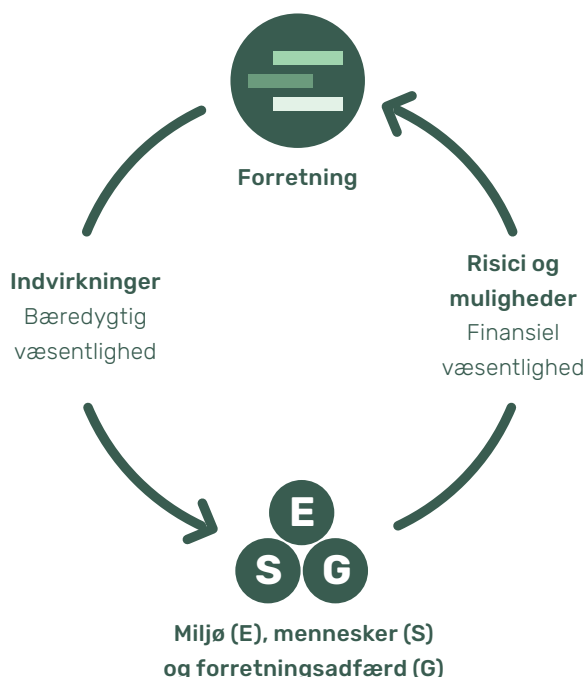 Forretning
Indvirkninger
Bæredygtig
væsentlighed
Risici og
muligheder
Finansiel
væsentlighed
E
S G
Miljø (E), mennesker (S)
og forretningsadfærd (G)